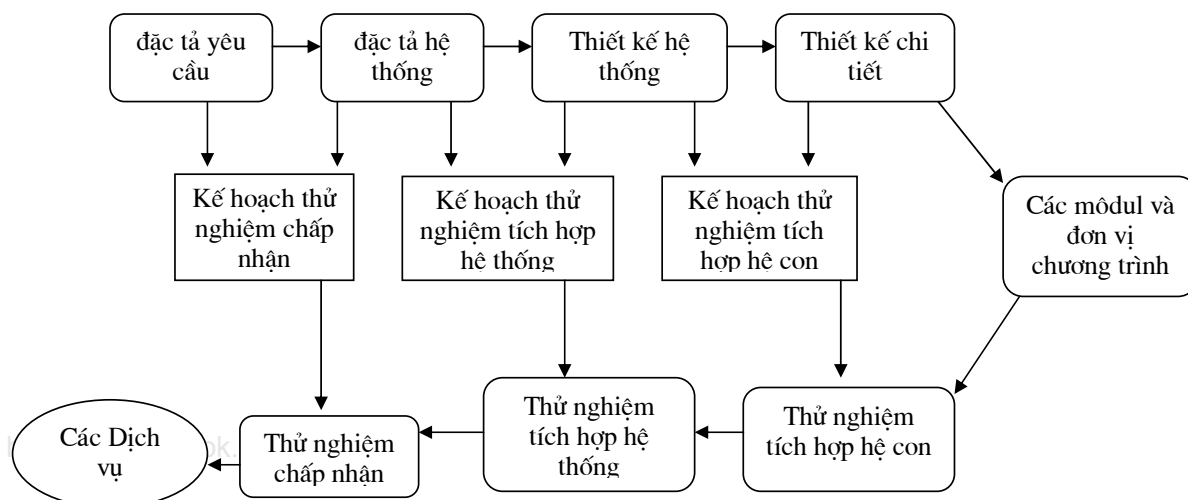 đặc tả yêu
cầu
đặc tả hệ
thống
Thiết kế hệ
thống
Thiết kế chi
tiết
Kế hoạch thử
nghiệm chấp
nhận
Kế hoạch thử
nghiệm tích hợp
hệ thống
Kế hoạch thử
nghiệm tích
hợp hệ con
Các môdul và
đơn vị
chương trình
Các Dịch
vụ
Thử nghiệm
chấp nhận
Thử nghiệm
tích hợp hệ
thống
Thử nghiệm
tích hợp hệ con